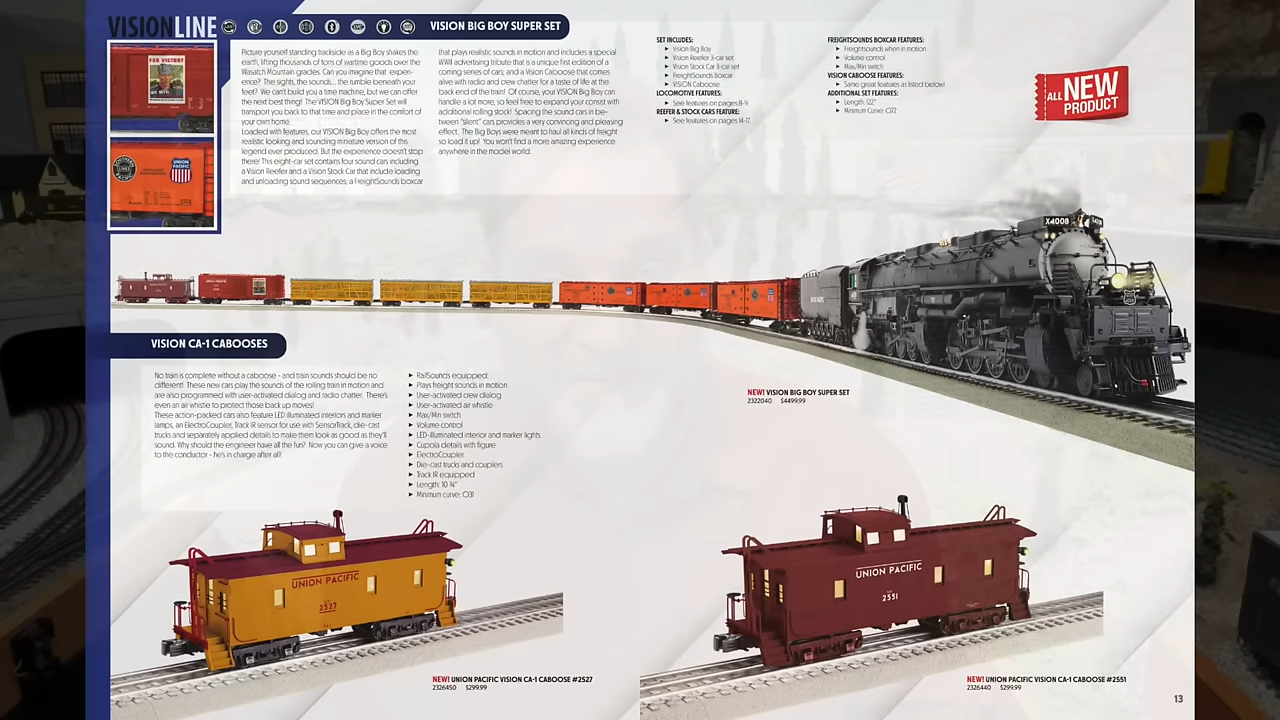 VISIONLINE
VISION BIG BOY SUPER SET
Picture yourself standing trackside as a Big Boy shakes the
earth, lifting thousands of tons of wartime goods over the
Wasatch Mountain grades. Can you imagine that experi-
ence? The sights, the sounds... the rumble beneath your
feet? We can't build you a time machine, but we can offer
the next best thing! The VISION Big Boy Super Set will
transport you back to that time and place in the comfort of
your own home.
Loaded with features, our VISION Big Boy offers the most
realistic looking and sounding miniature version of this
legend ever produced. But the experience doesn't stop
there! This eight-car set contains four sound cars including
a Vision Reefer and a Vision Stock Car that include loading
and unloading sound sequences, a FreightSounds boxcar
that plays realistic sounds in motion and includes a special
WWII advertising tribute that is a unique first edition of a
coming series of cars; and a Vision Caboose that comes
alive with radio and crew chatter for a taste of life at the
back end of the train! Of course, your VISION Big Boy can
handle a lot more, so feel free to expand your consist with
additional rolling stock! Spacing the sound cars in be-
tween "silent" cars provides a very convincing and pleasing
effect. The Big Boys were meant to haul all kinds of freight
so load it up! You won't find a more amazing experience
anywhere in the model world.
SET INCLUDES:
► Vision Big Boy
► Vision Reefer 3-car set
► Vision Stock Car 3-car set
► FreightSounds Boxcar
► VISION Caboose
LOCOMOTIVE FEATURES:
► See features on pages 8-9
REEFER & STOCK CARS FEATURE:
► See features on pages 14-17
FREIGHTSOUNDS BOXCAR FEATURES:
► Freightsounds when in motion
► Volume control
► Max/Min switch
VISION CABOOSE FEATURES:
► Same great features as listed below!
ADDITIONAL SET FEATURES:
► Length: 122"
► Minimum Curve: O72
ALL NEW
PRODUCT
FOR VICTORY
UNION
PACIFIC
X4008
VISION CA-1 CABOOSES
No train is complete without a caboose - and train sounds should be no
different! These new cars play the sounds of the rolling train in motion and
are also programmed with user-activated dialog and radio chatter. There's
even an air whistle to protect those back up moves!
These action-packed cars also feature LED illuminated interiors and marker
lamps, an ElectroCoupler, Track IR sensor for use with SensorTrack, die-cast
trucks and separately applied details to make them look as good as they'll
sound. Why should the engineer have all the fun? Now you can give a voice
to the conductor - he's in charge after all!
► RailSounds equipped:
► Plays freight sounds in motion
► User-activated crew dialog
► User-activated air whistle
► Max/Min switch
► Volume control
► LED-illuminated interior and marker lights
► Cupola details with figure
► ElectroCoupler
► Die-cast trucks and couplers
► Track IR equipped
► Length: 10 ¾"
► Minimum curve: O31
NEW! VISION BIG BOY SUPER SET
2322040 $4499.99
UNION PACIFIC
2527
UNION PACIFIC
2551
NEW! UNION PACIFIC VISION CA-1 CABOOSE #2527
2326450 $299.99
NEW! UNION PACIFIC VISION CA-1 CABOOSE #2551
2326440 $299.99
13